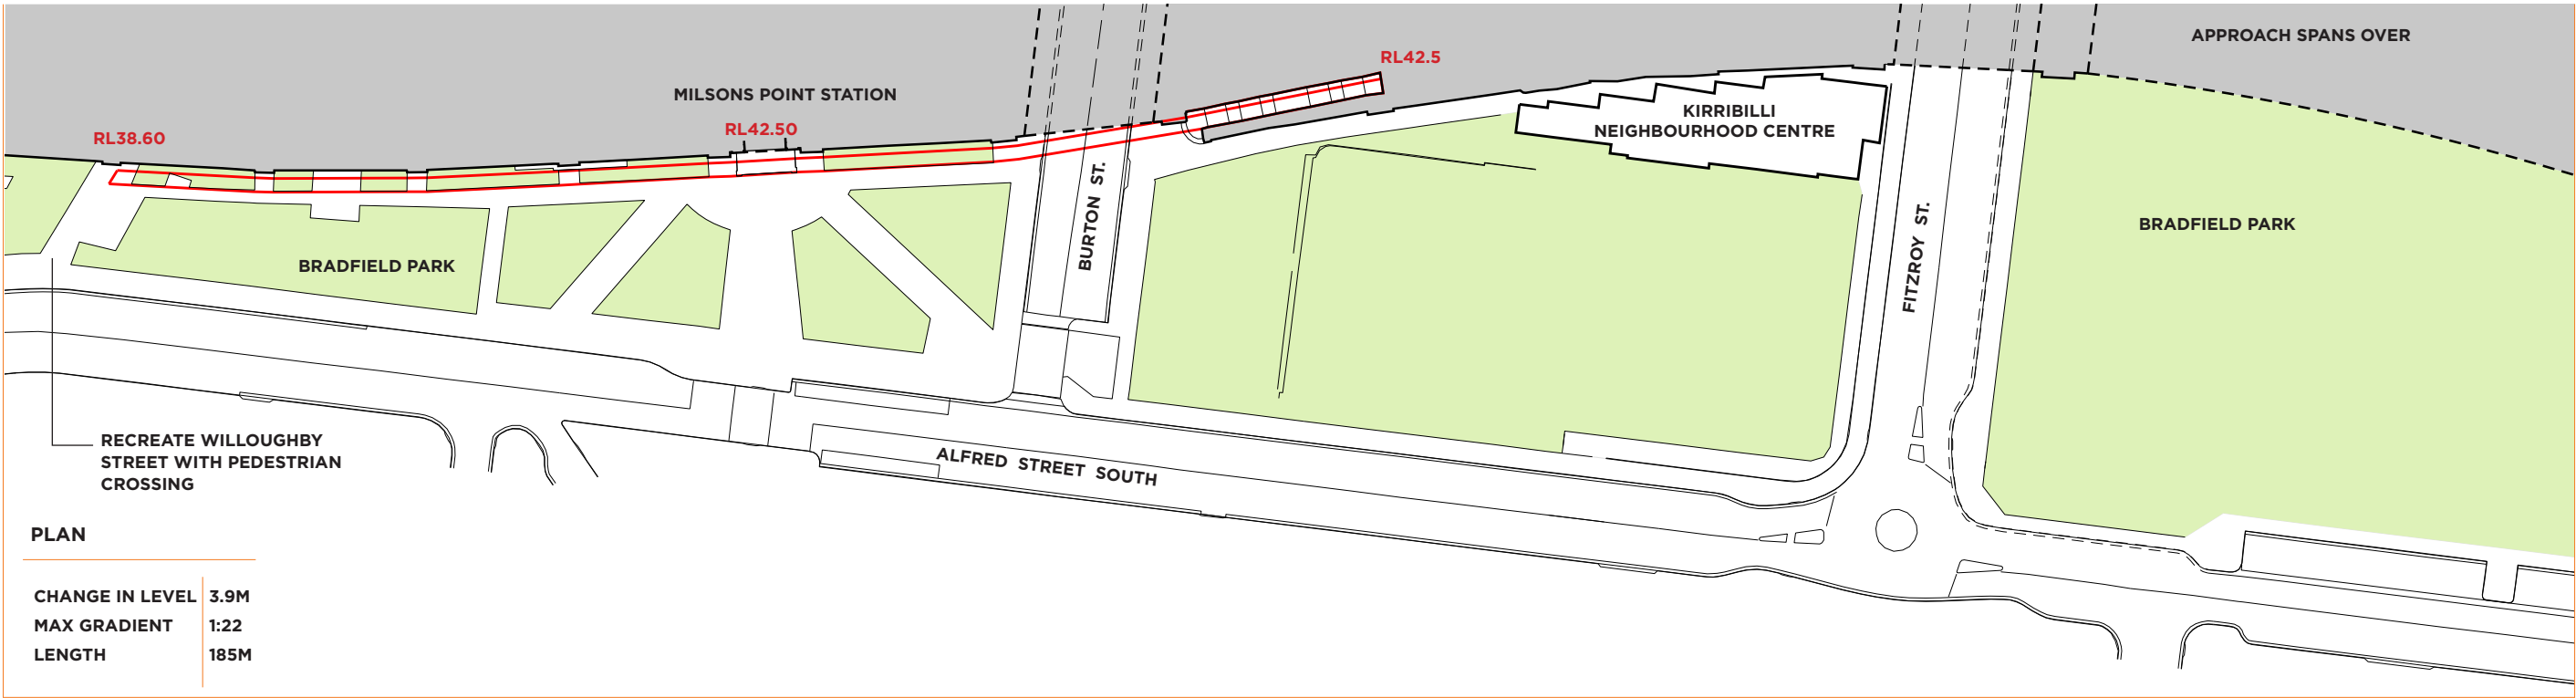 APPROACH SPANS OVER
RL42.5
MILSONS POINT STATION
RL42.50
RL38.60
KIRRIBILLI
NEIGHBOURHOOD CENTRE
BURTON ST.
FITZROY ST.
BRADFIELD PARK
BRADFIELD PARK
RECREATE WILLOUGHBY
STREET WITH PEDESTRIAN
CROSSING
ALFRED STREET SOUTH
PLAN
CHANGE IN LEVEL 3.9M
MAX GRADIENT 1:22
LENGTH 185M